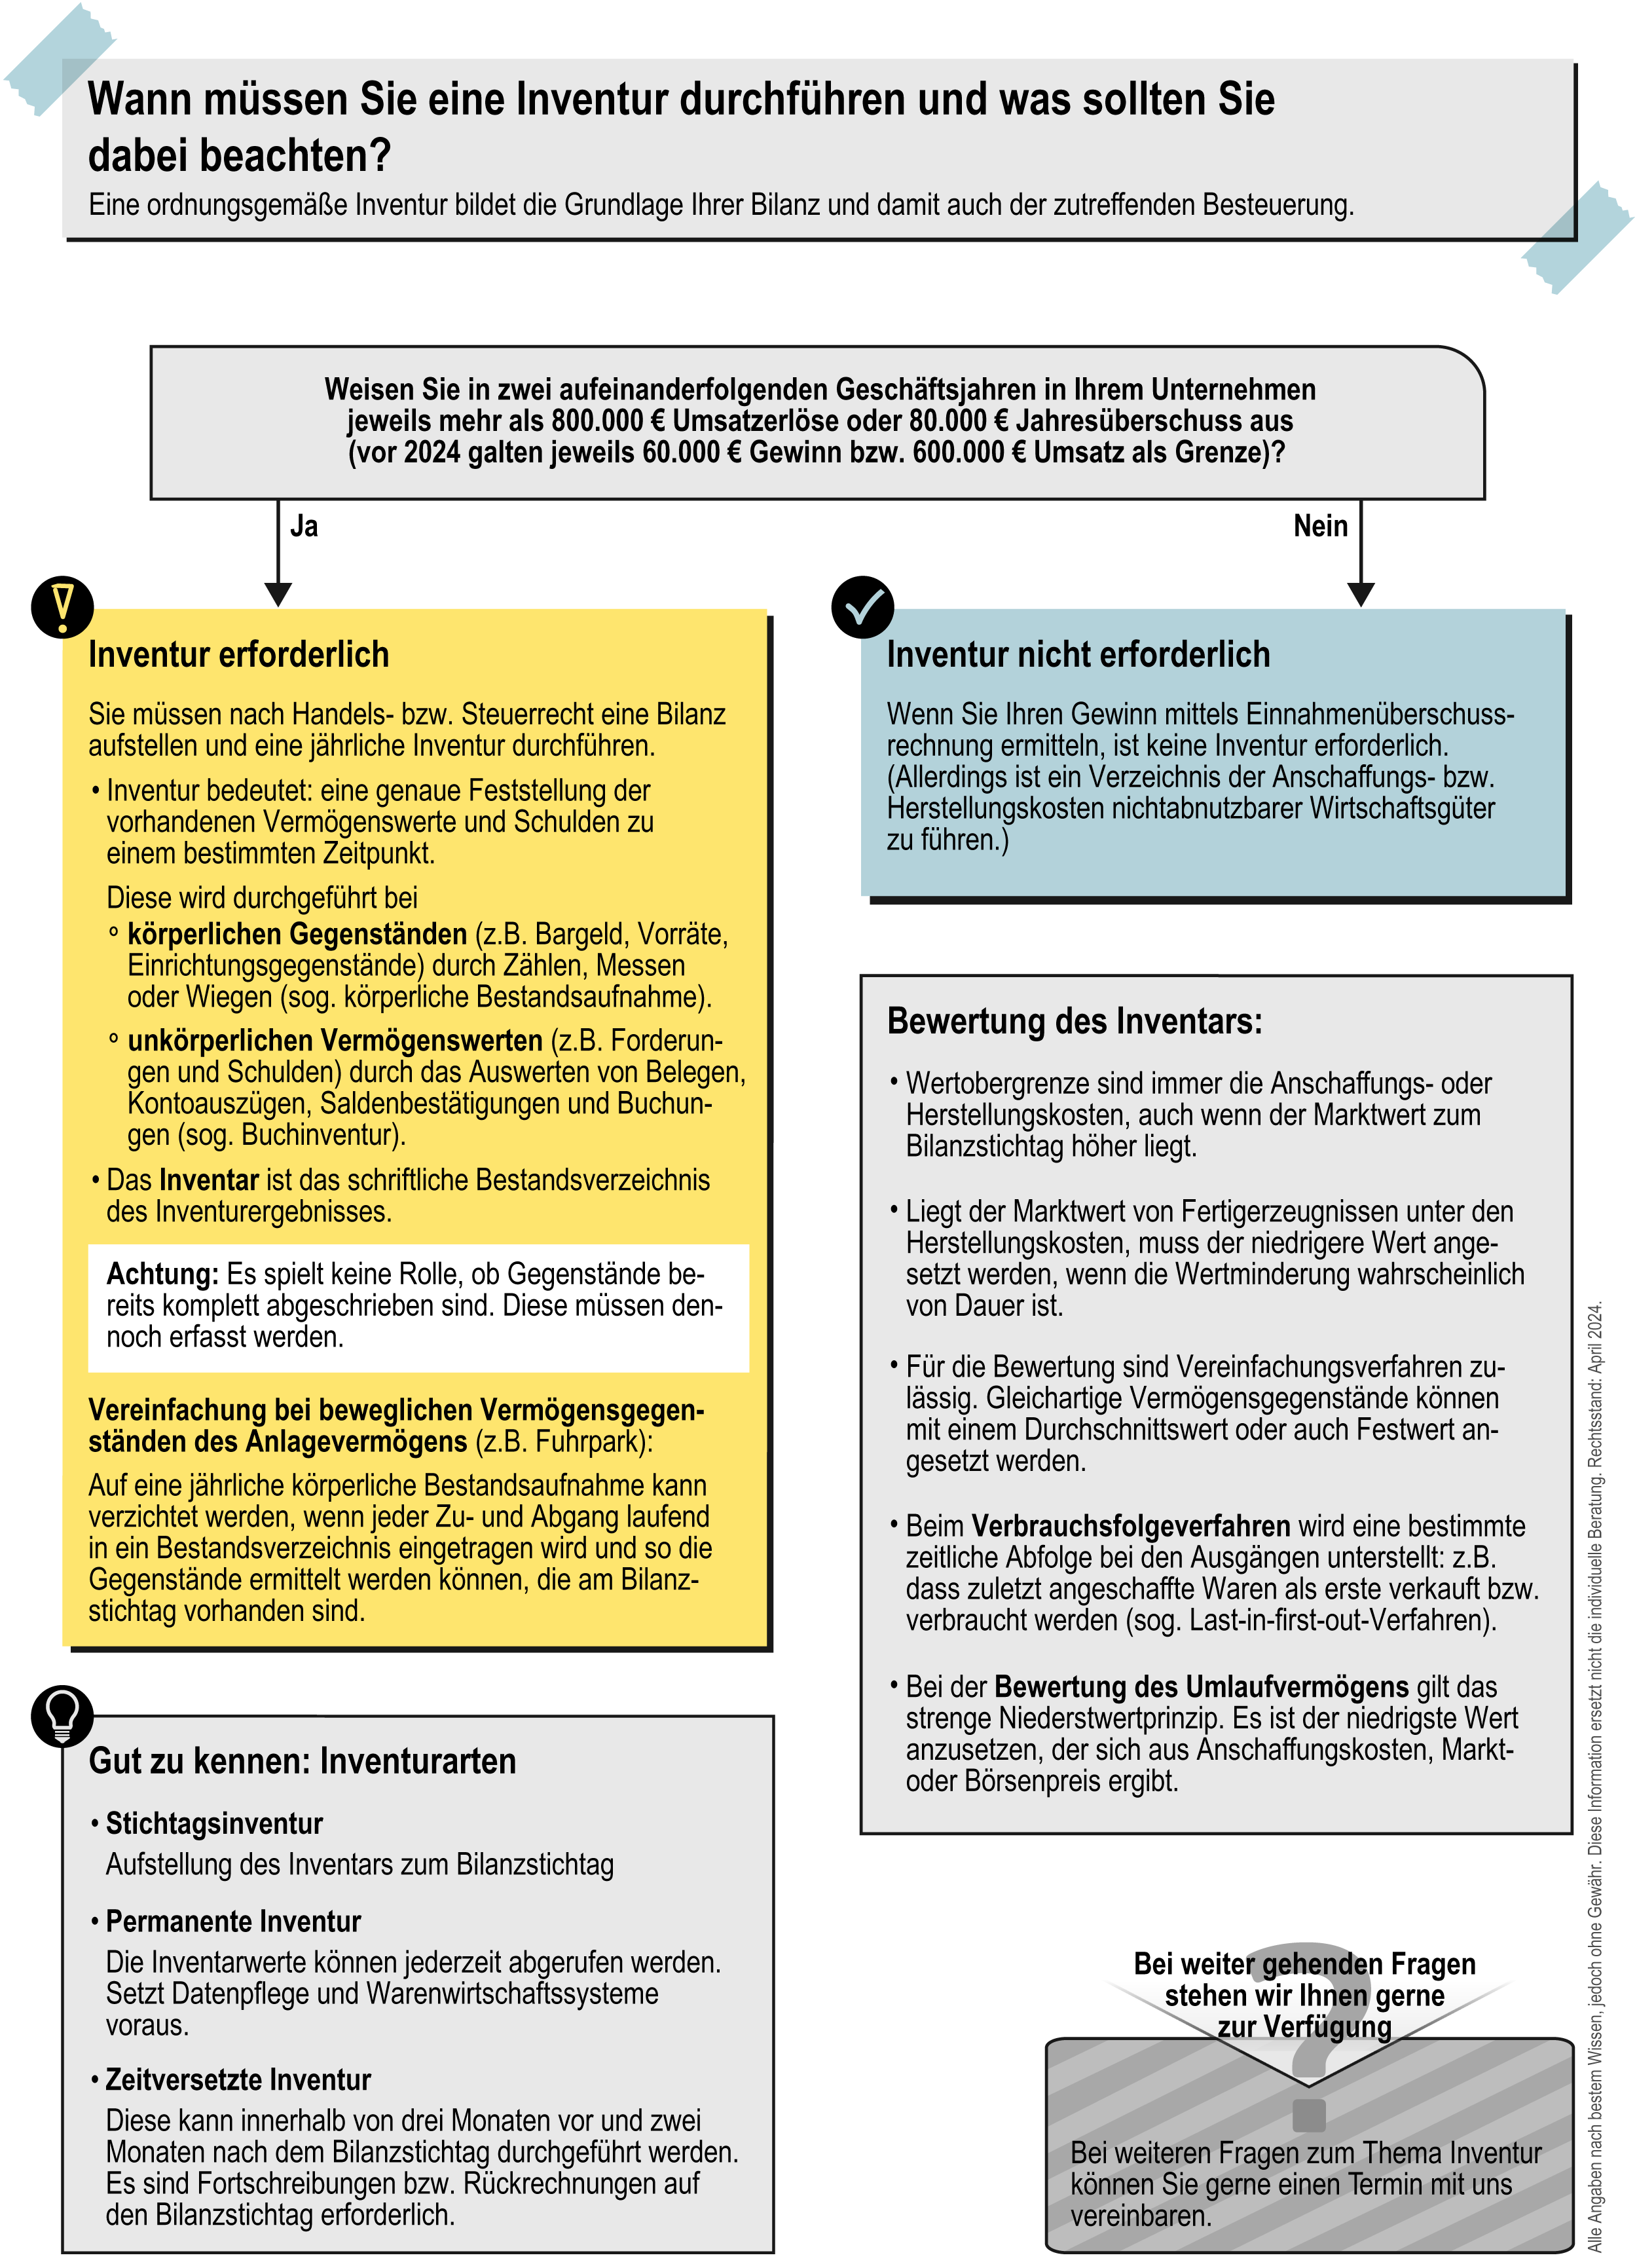 Wann müssen Sie eine Inventur durchführen und was sollten Sie
dabei beachten?
Eine ordnungsgemäße Inventur bildet die Grundlage Ihrer Bilanz und damit auch der zutreffenden Besteuerung.
Weisen Sie in zwei aufeinanderfolgenden Geschäftsjahren in Ihrem Unternehmen
jeweils mehr als 800.000 € Umsatzerlöse oder 80.000 € Jahresüberschuss aus
(vor 2024 galten jeweils 60.000 € Gewinn bzw. 600.000 € Umsatz als Grenze)?
Ja
Nein
Inventur erforderlich
Sie müssen nach Handels- bzw. Steuerrecht eine Bilanz
aufstellen und eine jährliche Inventur durchführen.
• Inventur bedeutet: eine genaue Feststellung der
vorhandenen Vermögenswerte und Schulden zu
einem bestimmten Zeitpunkt.
Diese wird durchgeführt bei
° körperlichen Gegenständen (z.B. Bargeld, Vorräte,
Einrichtungsgegenstände) durch Zählen, Messen
oder Wiegen (sog. körperliche Bestandsaufnahme).
° unkörperlichen Vermögenswerten (z.B. Forderun-
gen und Schulden) durch das Auswerten von Belegen,
Kontoauszügen, Saldenbestätigungen und Buchun-
gen (sog. Buchinventur).
• Das Inventar ist das schriftliche Bestandsverzeichnis
des Inventurergebnisses.
Achtung: Es spielt keine Rolle, ob Gegenstände be-
reits komplett abgeschrieben sind. Diese müssen den-
noch erfasst werden.
Vereinfachung bei beweglichen Vermögensgegen-
ständen des Anlagevermögens (z.B. Fuhrpark):
Auf eine jährliche körperliche Bestandsaufnahme kann
verzichtet werden, wenn jeder Zu- und Abgang laufend
in ein Bestandsverzeichnis eingetragen wird und so die
Gegenstände ermittelt werden können, die am Bilanz-
stichtag vorhanden sind.
Gut zu kennen: Inventurarten
• Stichtagsinventur
Aufstellung des Inventars zum Bilanzstichtag
• Permanente Inventur
Die Inventarwerte können jederzeit abgerufen werden.
Setzt Datenpflege und Warenwirtschaftssysteme
voraus.
• Zeitversetzte Inventur
Diese kann innerhalb von drei Monaten vor und zwei
Monaten nach dem Bilanzstichtag durchgeführt werden.
Es sind Fortschreibungen bzw. Rückrechnungen auf
den Bilanzstichtag erforderlich.
Inventur nicht erforderlich
Wenn Sie Ihren Gewinn mittels Einnahmenüberschuss-
rechnung ermitteln, ist keine Inventur erforderlich.
(Allerdings ist ein Verzeichnis der Anschaffungs- bzw.
Herstellungskosten nichtabnutzbarer Wirtschaftsgüter
zu führen.)
Bewertung des Inventars:
• Wertobergrenze sind immer die Anschaffungs- oder
Herstellungskosten, auch wenn der Marktwert zum
Bilanzstichtag höher liegt.
• Liegt der Marktwert von Fertigerzeugnissen unter den
Herstellungskosten, muss der niedrigere Wert ange-
setzt werden, wenn die Wertminderung wahrscheinlich
von Dauer ist.
• Für die Bewertung sind Vereinfachungsverfahren zu-
lässig. Gleichartige Vermögensgegenstände können
mit einem Durchschnittswert oder auch Festwert an-
gesetzt werden.
• Beim Verbrauchsfolgeverfahren wird eine bestimmte
zeitliche Abfolge bei den Ausgängen unterstellt: z.B.
dass zuletzt angeschaffte Waren als erste verkauft bzw.
verbraucht werden (sog. Last-in-first-out-Verfahren).
• Bei der Bewertung des Umlaufvermögens gilt das
strenge Niederstwertprinzip. Es ist der niedrigste Wert
anzusetzen, der sich aus Anschaffungskosten, Markt-
oder Börsenpreis ergibt.
Bei weiter gehenden Fragen
stehen wir Ihnen gerne
zur Verfügung
?
Bei weiteren Fragen zum Thema Inventur
können Sie gerne einen Termin mit uns
vereinbaren.
Alle Angaben nach bestem Wissen, jedoch ohne Gewähr. Diese Information ersetzt nicht die individuelle Beratung. Rechtsstand: April 2024.